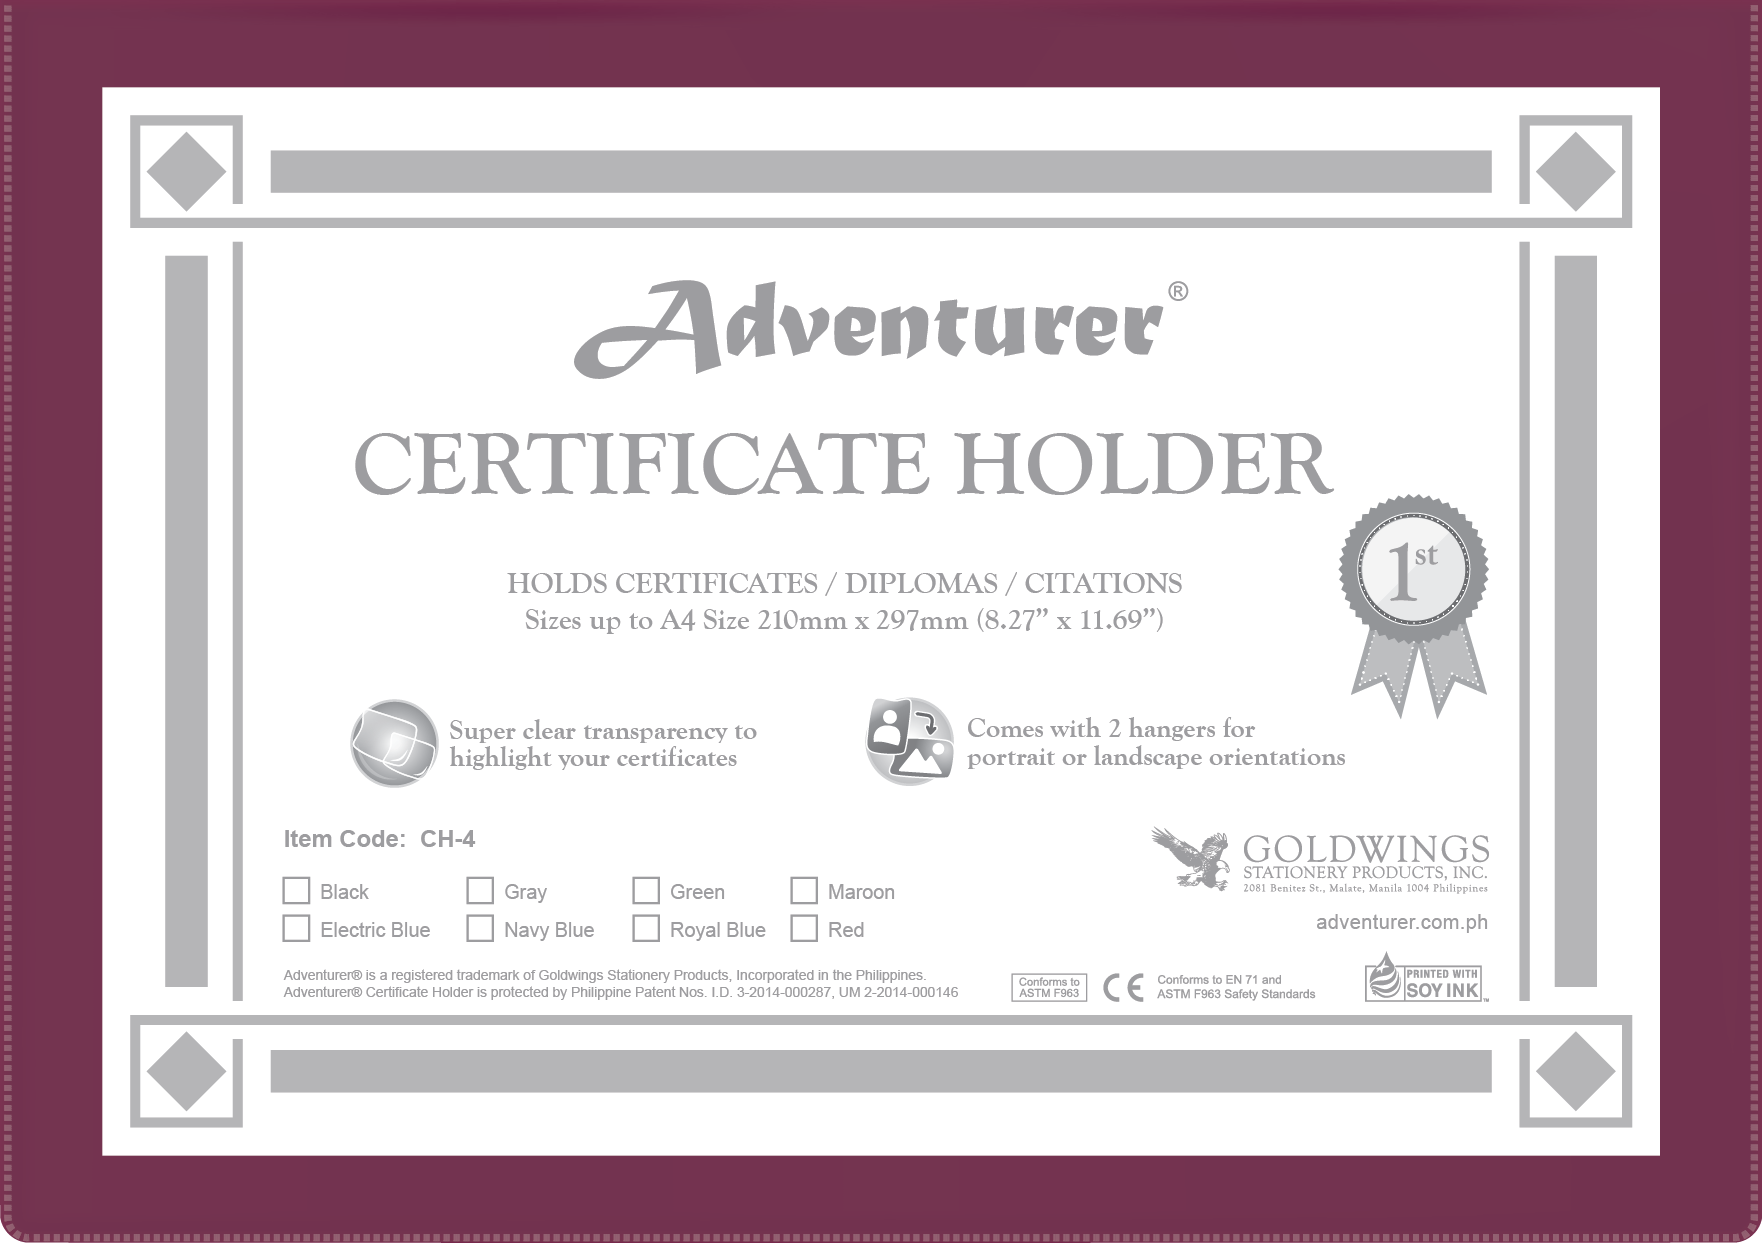 Adventurer®
CERTIFICATE HOLDER
1st
HOLDS CERTIFICATES / DIPLOMAS / CITATIONS
Sizes up to A4 Size 210mm x 297mm (8.27” x 11.69”)
Super clear transparency to
highlight your certificates
Comes with 2 hangers for
portrait or landscape orientations
Item Code: CH-4
Black Gray Green Maroon
Electric Blue Navy Blue Royal Blue Red
GOLDWINGS
STATIONERY PRODUCTS, INC.
2081 Benitez St., Malate, Manila 1004 Philippines
adventurer.com.ph
Adventurer® is a registered trademark of Goldwings Stationery Products, Incorporated in the Philippines.
Adventurer® Certificate Holder is protected by Philippine Patent Nos. I.D. 3-2014-000287, UM 2-2014-000146
Conforms to
ASTM F963
CE
Conforms to EN 71 and
ASTM F963 Safety Standards
PRINTED WITH
SOY INK™